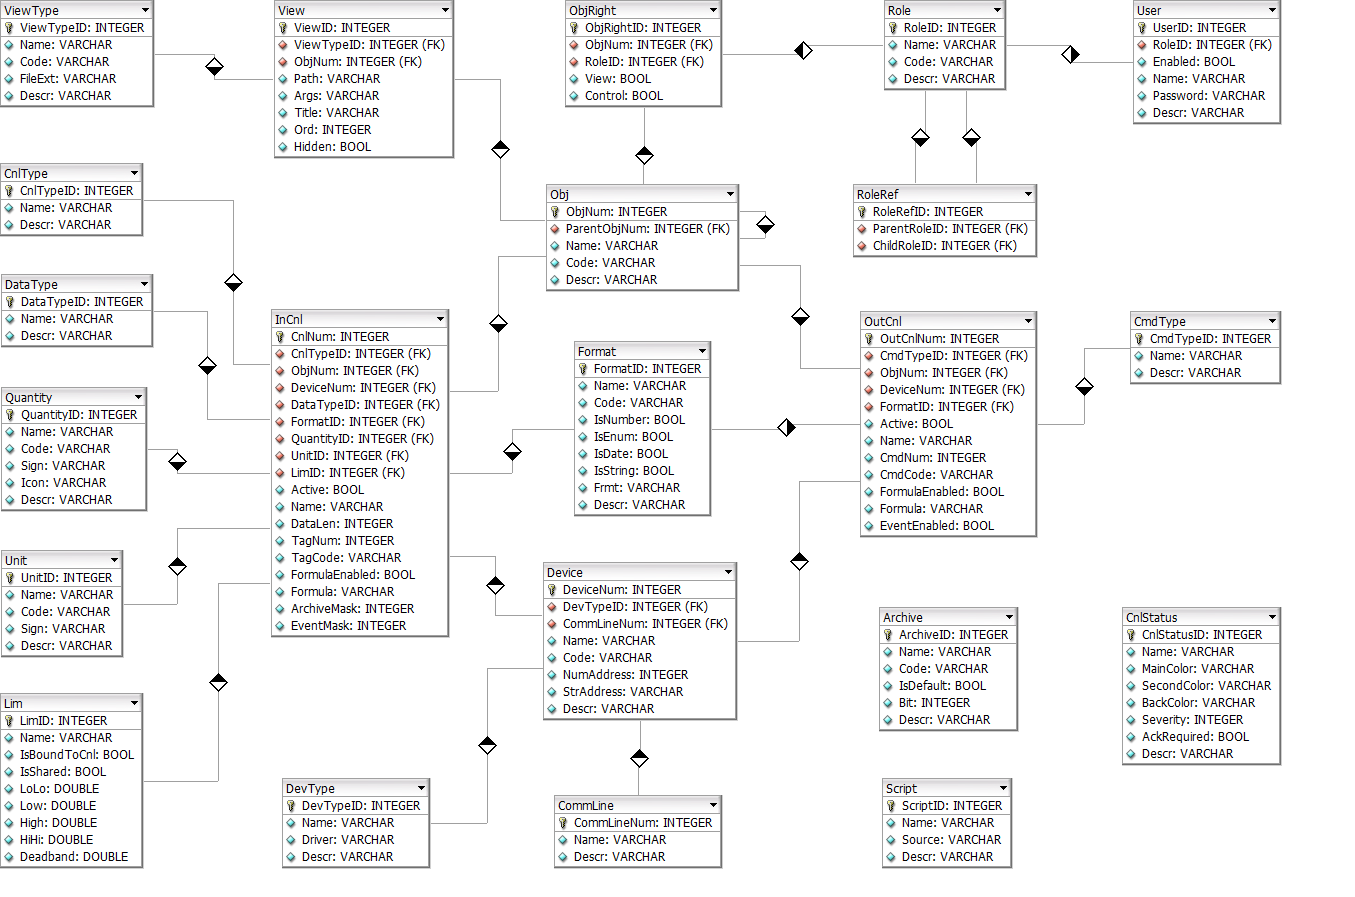 ViewType
ViewTypeID: INTEGER
Name: VARCHAR
Code: VARCHAR
FileExt: VARCHAR
Descr: VARCHAR
View
ViewID: INTEGER
ViewTypeID: INTEGER (FK)
ObjNum: INTEGER (FK)
Path: VARCHAR
Args: VARCHAR
Title: VARCHAR
Ord: INTEGER
Hidden: BOOL
ObjRight
ObjRightID: INTEGER
ObjNum: INTEGER (FK)
RoleID: INTEGER (FK)
View: BOOL
Control: BOOL
Role
RoleID: INTEGER
Name: VARCHAR
Code: VARCHAR
Descr: VARCHAR
User
UserID: INTEGER
RoleID: INTEGER (FK)
Enabled: BOOL
Name: VARCHAR
Password: VARCHAR
Descr: VARCHAR
CnlType
CnlTypeID: INTEGER
Name: VARCHAR
Descr: VARCHAR
Obj
ObjNum: INTEGER
ParentObjNum: INTEGER (FK)
Name: VARCHAR
Code: VARCHAR
Descr: VARCHAR
RoleRef
RoleRefID: INTEGER
ParentRoleID: INTEGER (FK)
ChildRoleID: INTEGER (FK)
DataType
DataTypeID: INTEGER
Name: VARCHAR
Descr: VARCHAR
InCnl
CnlNum: INTEGER
CnlTypeID: INTEGER (FK)
ObjNum: INTEGER (FK)
DeviceNum: INTEGER (FK)
DataTypeID: INTEGER (FK)
FormatID: INTEGER (FK)
QuantityID: INTEGER (FK)
UnitID: INTEGER (FK)
LimID: INTEGER (FK)
Active: BOOL
Name: VARCHAR
DataLen: INTEGER
TagNum: INTEGER
TagCode: VARCHAR
FormulaEnabled: BOOL
Formula: VARCHAR
ArchiveMask: INTEGER
EventMask: INTEGER
Format
FormatID: INTEGER
Name: VARCHAR
Code: VARCHAR
IsNumber: BOOL
IsEnum: BOOL
IsDate: BOOL
IsString: BOOL
Frmt: VARCHAR
Descr: VARCHAR
OutCnl
OutCnlNum: INTEGER
CmdTypeID: INTEGER (FK)
ObjNum: INTEGER (FK)
DeviceNum: INTEGER (FK)
FormatID: INTEGER (FK)
Active: BOOL
Name: VARCHAR
CmdNum: INTEGER
CmdCode: VARCHAR
FormulaEnabled: BOOL
Formula: VARCHAR
EventEnabled: BOOL
CmdType
CmdTypeID: INTEGER
Name: VARCHAR
Descr: VARCHAR
Quantity
QuantityID: INTEGER
Name: VARCHAR
Code: VARCHAR
Sign: VARCHAR
Icon: VARCHAR
Descr: VARCHAR
Unit
UnitID: INTEGER
Name: VARCHAR
Code: VARCHAR
Sign: VARCHAR
Descr: VARCHAR
Device
DeviceNum: INTEGER
DevTypeID: INTEGER (FK)
CommLineNum: INTEGER (FK)
Name: VARCHAR
Code: VARCHAR
NumAddress: INTEGER
StrAddress: VARCHAR
Descr: VARCHAR
Archive
ArchiveID: INTEGER
Name: VARCHAR
Code: VARCHAR
IsDefault: BOOL
Bit: INTEGER
Descr: VARCHAR
CnlStatus
CnlStatusID: INTEGER
Name: VARCHAR
MainColor: VARCHAR
SecondColor: VARCHAR
BackColor: VARCHAR
Severity: INTEGER
AckRequired: BOOL
Descr: VARCHAR
Lim
LimID: INTEGER
Name: VARCHAR
IsBoundToCnl: BOOL
IsShared: BOOL
LoLo: DOUBLE
Low: DOUBLE
High: DOUBLE
HiHi: DOUBLE
Deadband: DOUBLE
DevType
DevTypeID: INTEGER
Name: VARCHAR
Driver: VARCHAR
Descr: VARCHAR
CommLine
CommLineNum: INTEGER
Name: VARCHAR
Descr: VARCHAR
Script
ScriptID: INTEGER
Name: VARCHAR
Source: VARCHAR
Descr: VARCHAR